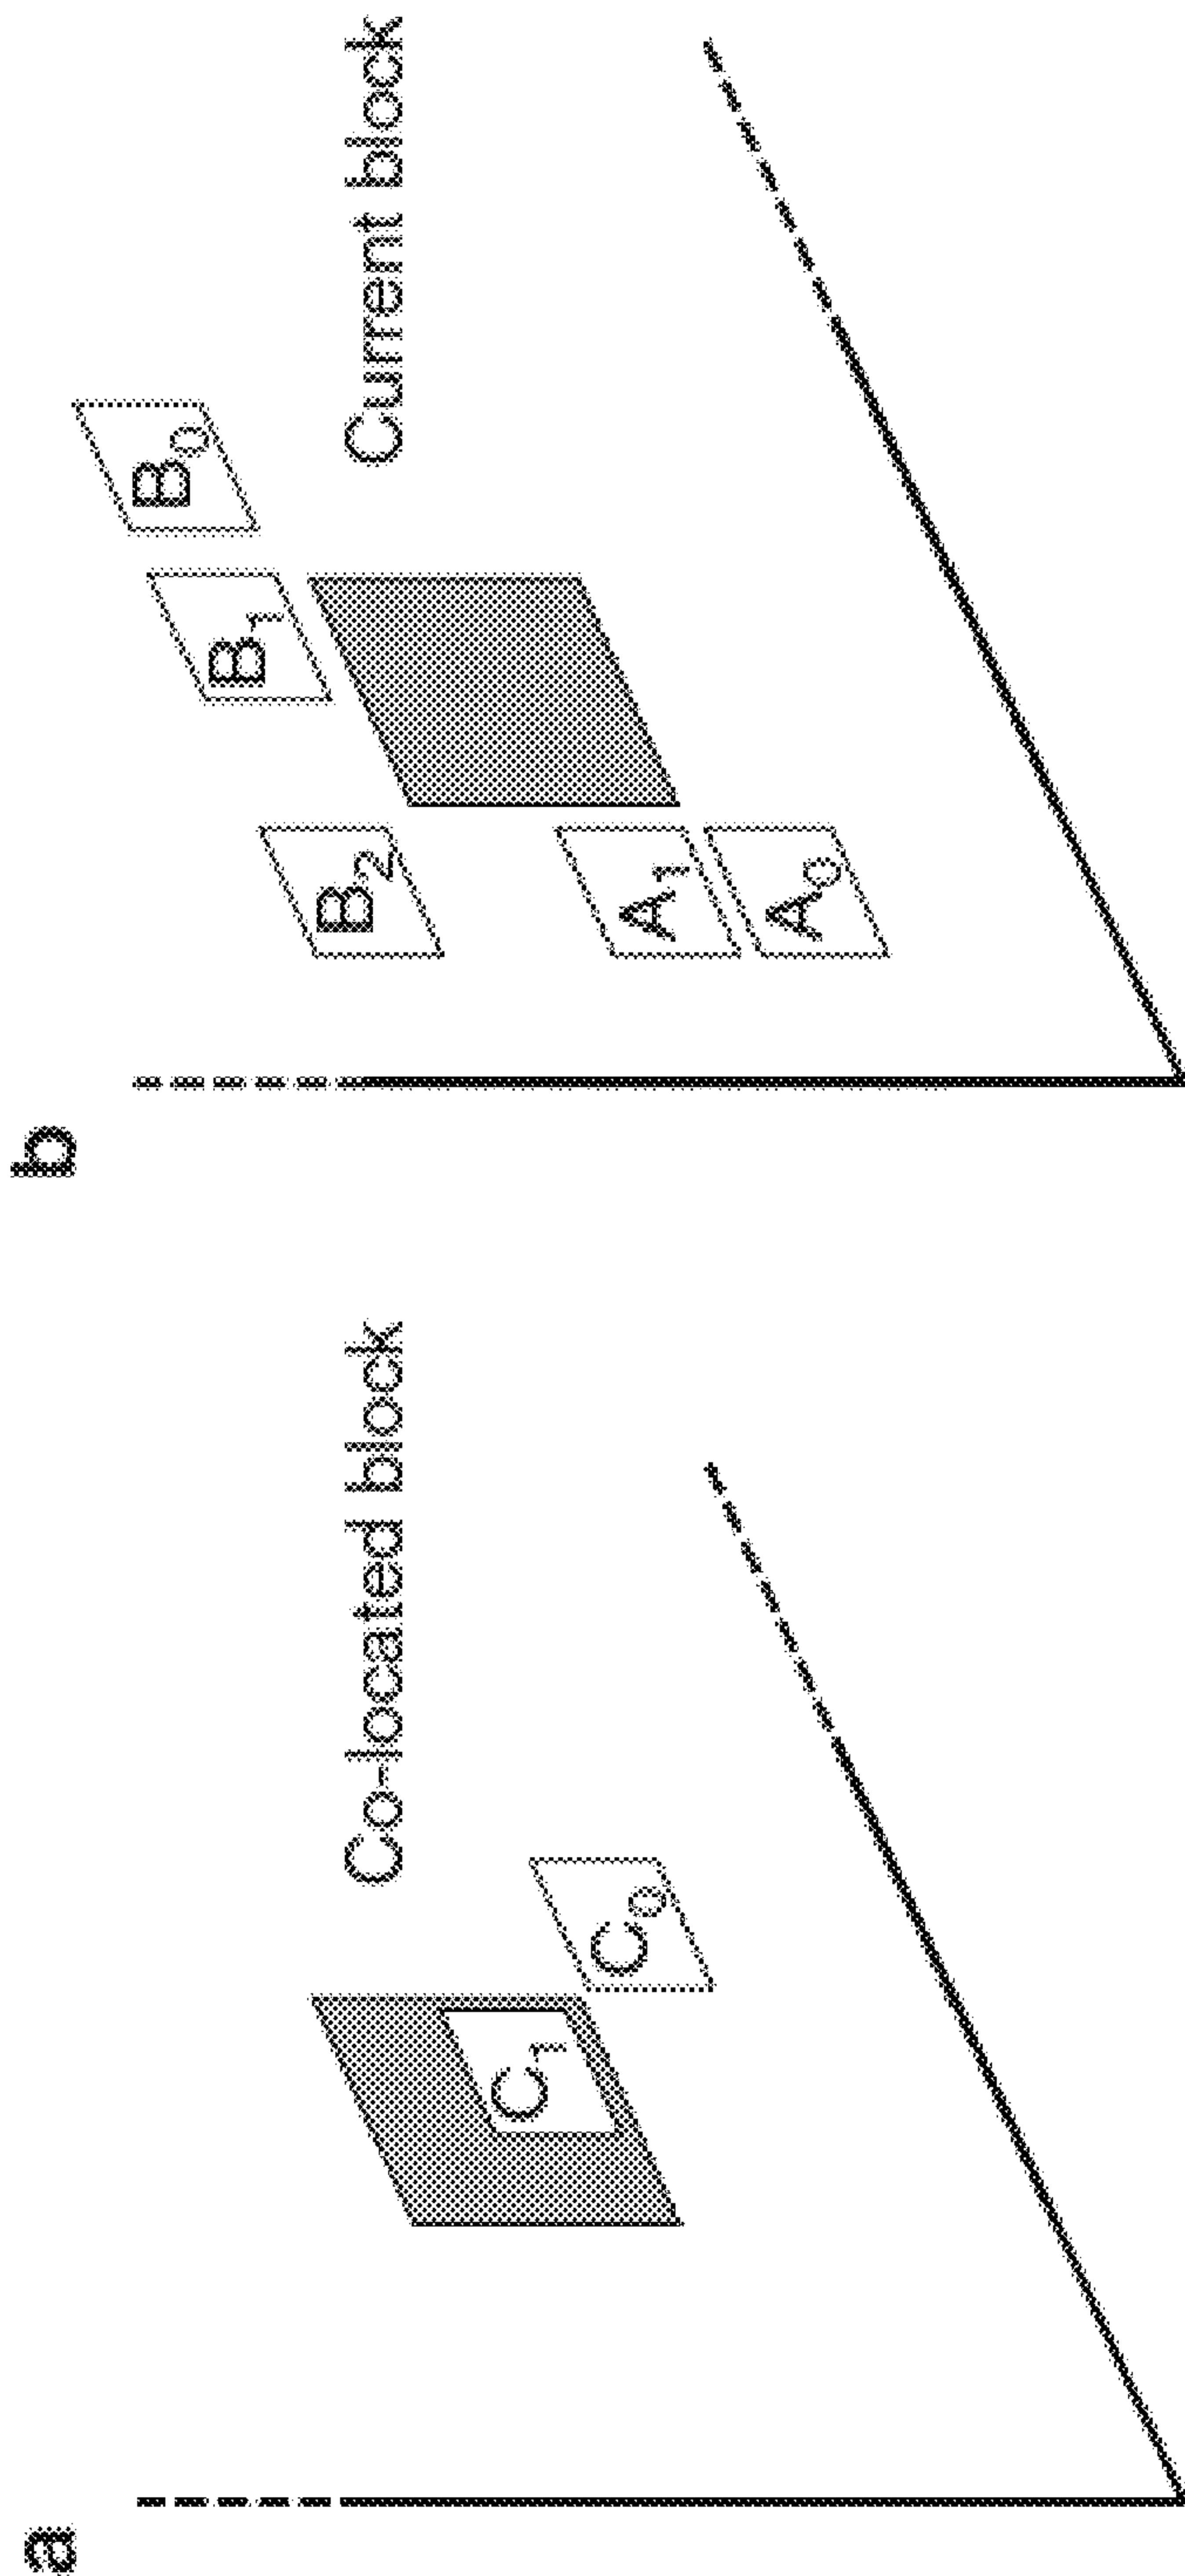 a
Co-located block
C₁
C₀
b
B₂
B₁
B₀
Current block
A₁
A₀